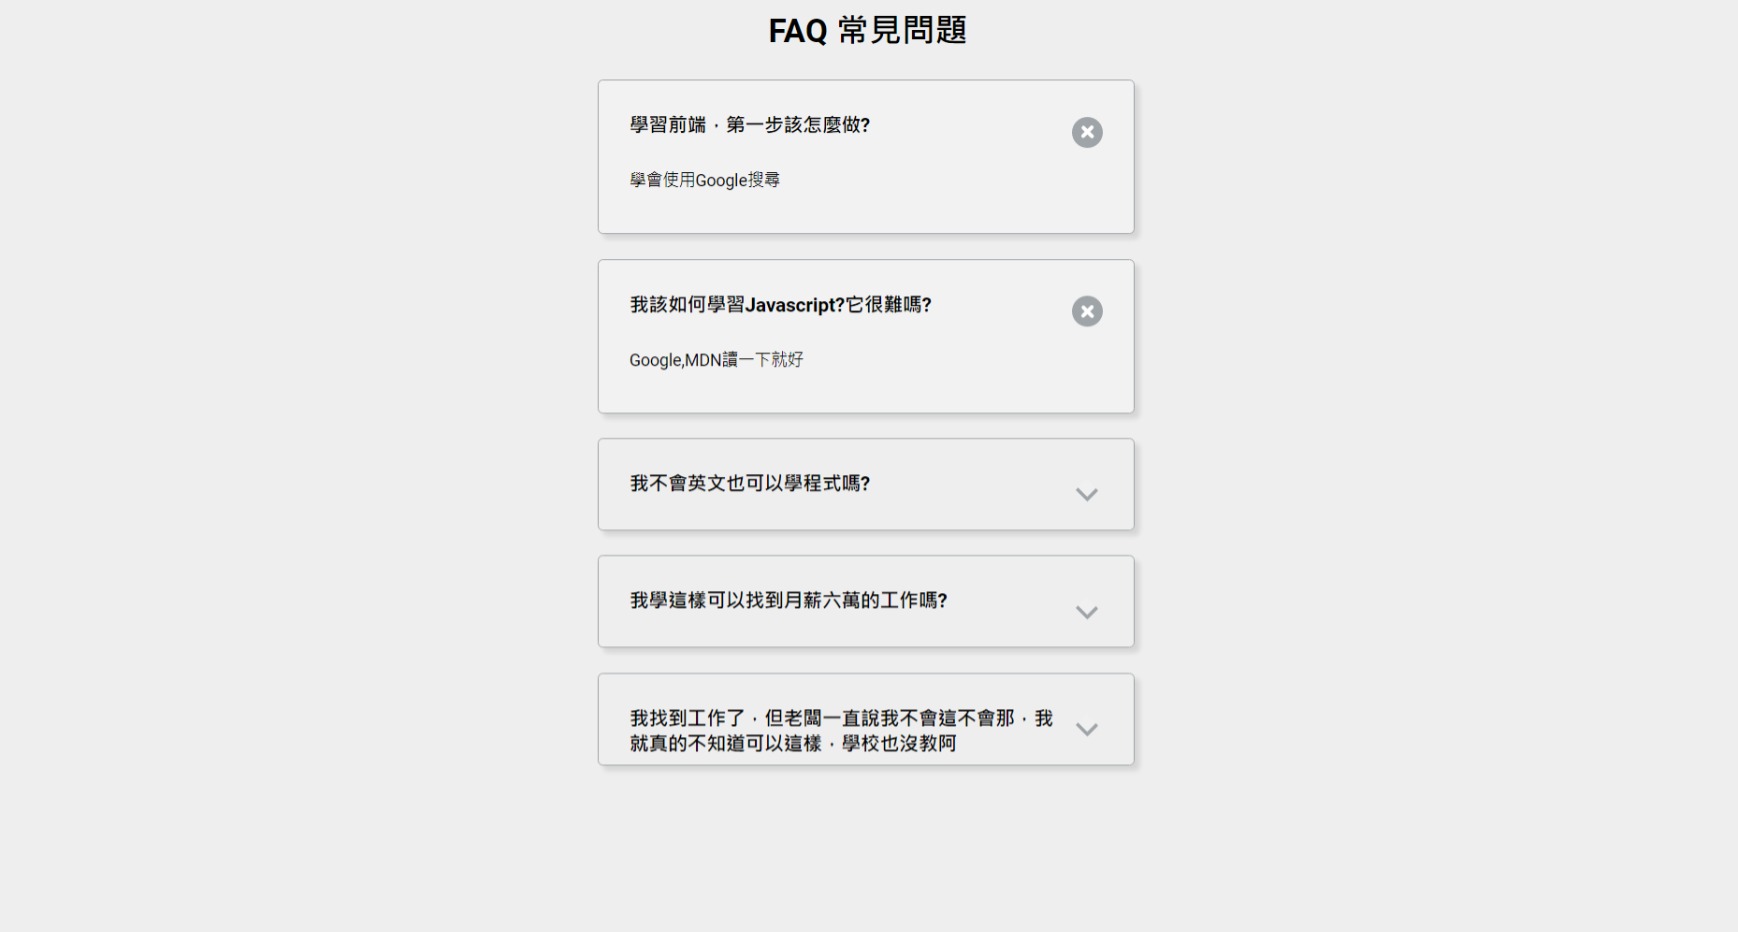 FAQ 常見問題
學習前端，第一步該怎麼做?
學會使用Google搜尋
我該如何學習Javascript?它很難嗎?
Google,MDN讀一下就好
我不會英文也可以學程式嗎?
我學這樣可以找到月薪六萬的工作嗎?
我找到工作了，但老闆一直說我不會這不會那，我
就真的不知道可以這樣，學校也沒教阿